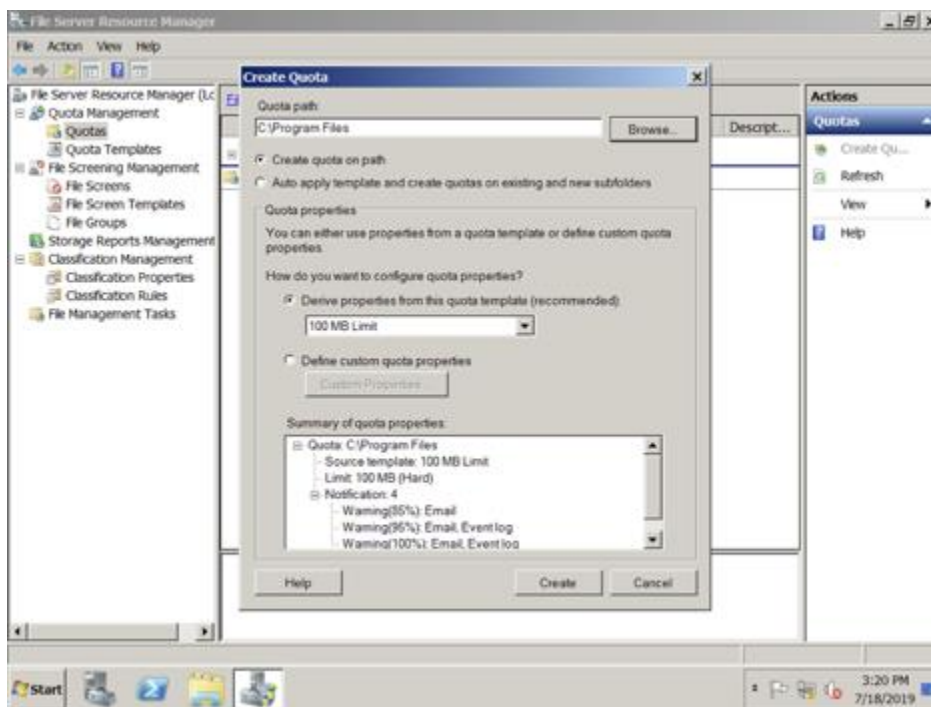 File Server Resource Manager
File Action View Help
File Server Resource Manager (Lc
Quota Management
Quotas
Quota Templates
File Screening Management
File Screens
File Screen Templates
File Groups
Storage Reports Management
Classification Management
Classification Properties
Classification Rules
File Management Tasks
Create Quota
Quota path:
C:\Program Files
Browse...
Create quota on path
Auto apply template and create quotas on existing and new subfolders
Quota properties
You can either use properties from a quota template or define custom quota
properties.
How do you want to configure quota properties?
Derive properties from this quota template (recommended):
100 MB Limit
Define custom quota properties
Custom Properties...
Summary of quota properties:
Quota: C:\Program Files
Source template: 100 MB Limit
Limit: 100 MB (Hard)
Notification: 4
Warning(85%): Email
Warning(95%): Email, Event log
Warning(100%): Email, Event log
Help Create Cancel
Descript...
Actions
Quotas
Create Qu...
Refresh
View
Help
Start
3:20 PM
7/18/2019